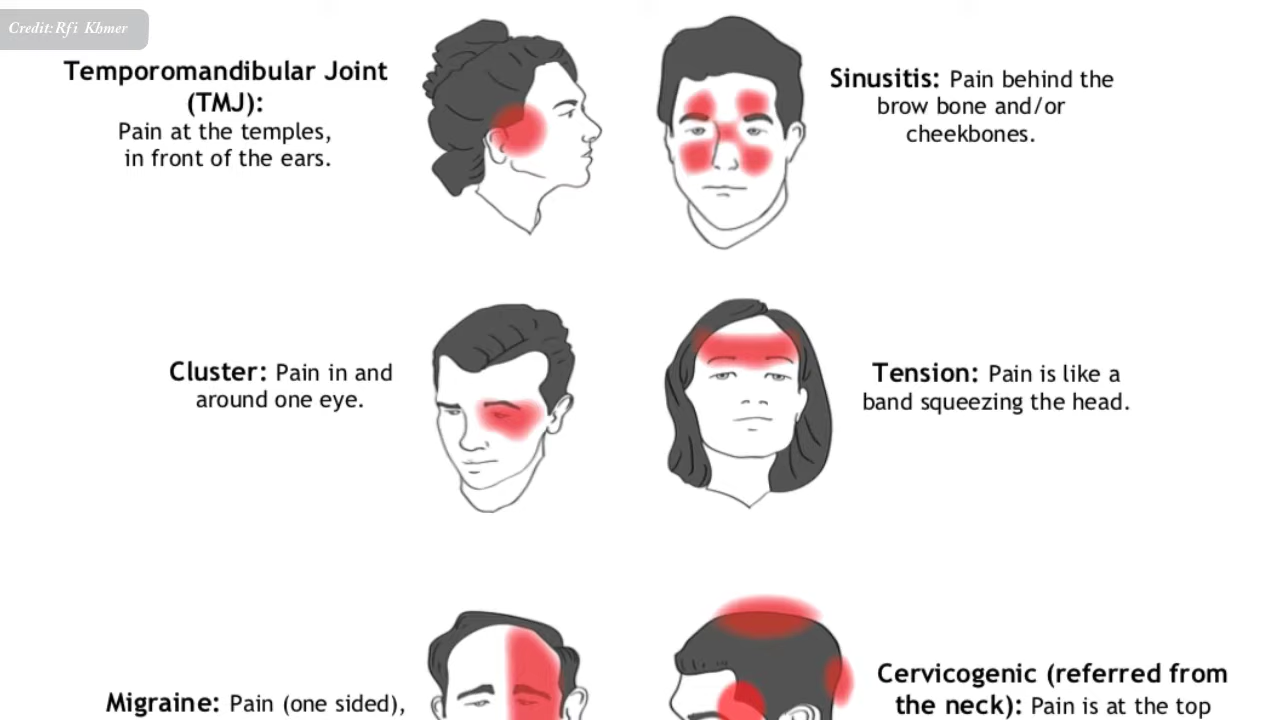 Credit:Rfi Khmer
Temporomandibular Joint
(TMJ):
Pain at the temples,
in front of the ears.
Sinusitis: Pain behind the
brow bone and/or
cheekbones.
Cluster: Pain in and
around one eye.
Tension: Pain is like a
band squeezing the head.
Migraine: Pain (one sided),
Cervicogenic (referred from
the neck): Pain is at the top